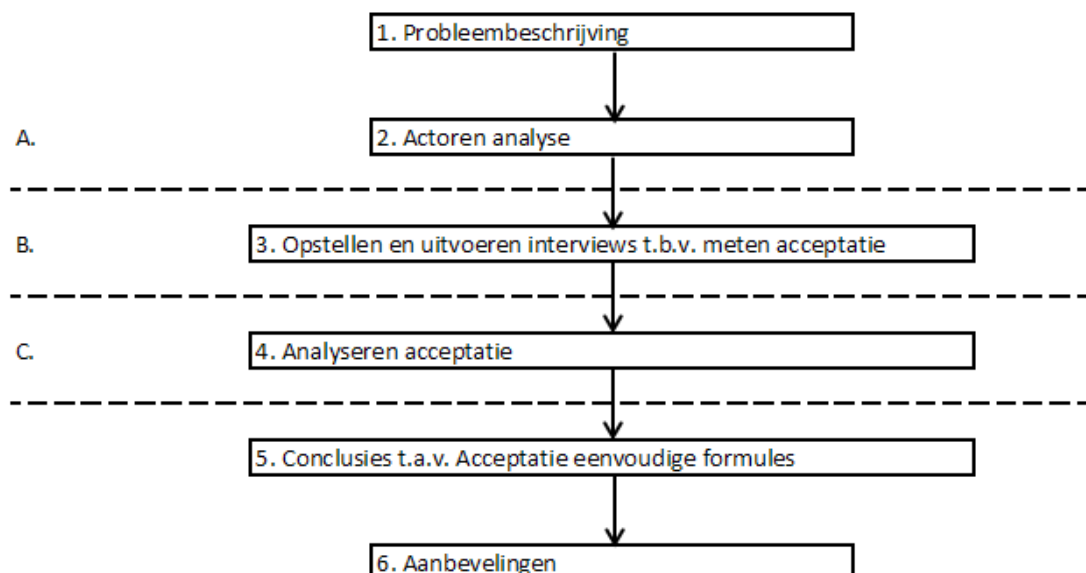 1. Probleembeschrijving
A.
2. Actoren analyse
B.
3. Opstellen en uitvoeren interviews t.b.v. meten acceptatie
C.
4. Analyseren acceptatie
5. Conclusies t.a.v. Acceptatie eenvoudige formules
6. Aanbevelingen